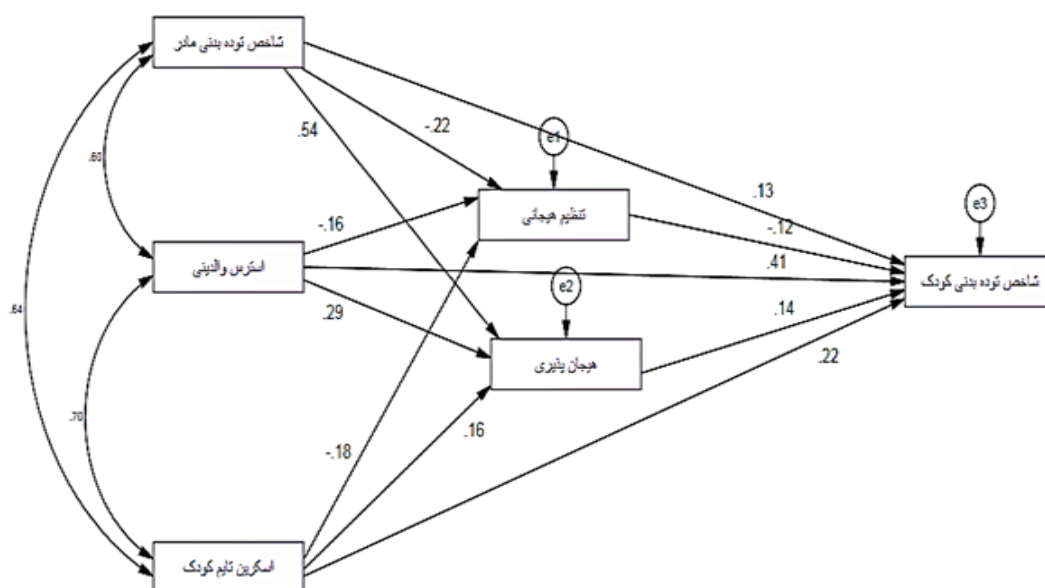 شاخص توده بدنی مادر
.54
-.22
e1
.60
.13
تنظیم هیجانی
-.12
e3
-.16
استرس والدینی
.41
شاخص توده بدنی کودک
e2
.29
.14
.64
هیجان پذیری
.22
.70
.16
-.18
اسکرین تایم کودک